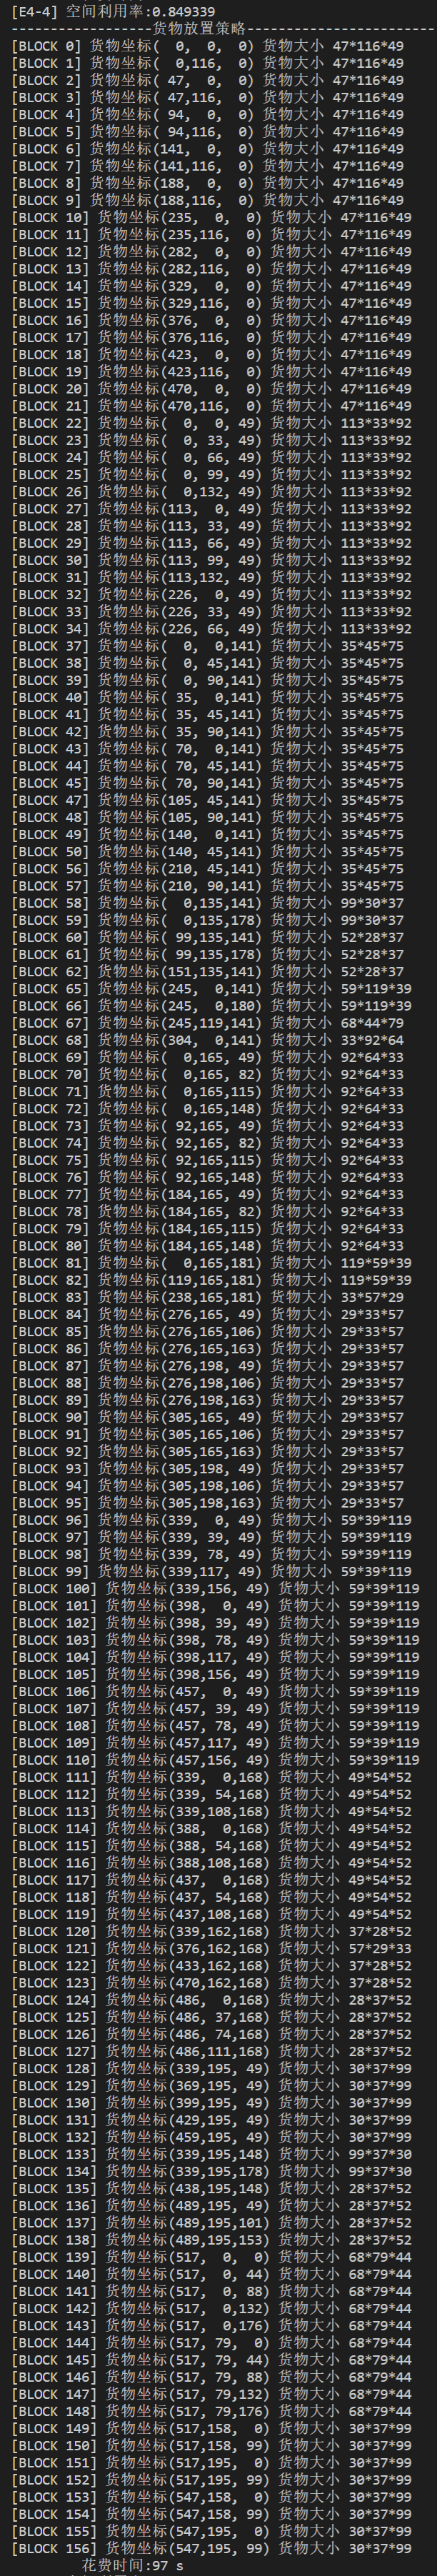 [E4-4] 空间利用率:0.849339
-----------------货物放置策略-----------------------
[BLOCK 0] 货物坐标(  0,  0,  0) 货物大小 47*116*49
[BLOCK 1] 货物坐标(  0,116,  0) 货物大小 47*116*49
[BLOCK 2] 货物坐标( 47,  0,  0) 货物大小 47*116*49
[BLOCK 3] 货物坐标( 47,116,  0) 货物大小 47*116*49
[BLOCK 4] 货物坐标( 94,  0,  0) 货物大小 47*116*49
[BLOCK 5] 货物坐标( 94,116,  0) 货物大小 47*116*49
[BLOCK 6] 货物坐标(141,  0,  0) 货物大小 47*116*49
[BLOCK 7] 货物坐标(141,116,  0) 货物大小 47*116*49
[BLOCK 8] 货物坐标(188,  0,  0) 货物大小 47*116*49
[BLOCK 9] 货物坐标(188,116,  0) 货物大小 47*116*49
[BLOCK 10] 货物坐标(235,  0,  0) 货物大小 47*116*49
[BLOCK 11] 货物坐标(235,116,  0) 货物大小 47*116*49
[BLOCK 12] 货物坐标(282,  0,  0) 货物大小 47*116*49
[BLOCK 13] 货物坐标(282,116,  0) 货物大小 47*116*49
[BLOCK 14] 货物坐标(329,  0,  0) 货物大小 47*116*49
[BLOCK 15] 货物坐标(329,116,  0) 货物大小 47*116*49
[BLOCK 16] 货物坐标(376,  0,  0) 货物大小 47*116*49
[BLOCK 17] 货物坐标(376,116,  0) 货物大小 47*116*49
[BLOCK 18] 货物坐标(423,  0,  0) 货物大小 47*116*49
[BLOCK 19] 货物坐标(423,116,  0) 货物大小 47*116*49
[BLOCK 20] 货物坐标(470,  0,  0) 货物大小 47*116*49
[BLOCK 21] 货物坐标(470,116,  0) 货物大小 47*116*49
[BLOCK 22] 货物坐标(  0,  0, 49) 货物大小 113*33*92
[BLOCK 23] 货物坐标(  0, 33, 49) 货物大小 113*33*92
[BLOCK 24] 货物坐标(  0, 66, 49) 货物大小 113*33*92
[BLOCK 25] 货物坐标(  0, 99, 49) 货物大小 113*33*92
[BLOCK 26] 货物坐标(  0,132, 49) 货物大小 113*33*92
[BLOCK 27] 货物坐标(113,  0, 49) 货物大小 113*33*92
[BLOCK 28] 货物坐标(113, 33, 49) 货物大小 113*33*92
[BLOCK 29] 货物坐标(113, 66, 49) 货物大小 113*33*92
[BLOCK 30] 货物坐标(113, 99, 49) 货物大小 113*33*92
[BLOCK 31] 货物坐标(113,132, 49) 货物大小 113*33*92
[BLOCK 32] 货物坐标(226,  0, 49) 货物大小 113*33*92
[BLOCK 33] 货物坐标(226, 33, 49) 货物大小 113*33*92
[BLOCK 34] 货物坐标(226, 66, 49) 货物大小 113*33*92
[BLOCK 37] 货物坐标(  0,  0,141) 货物大小 35*45*75
[BLOCK 38] 货物坐标(  0, 45,141) 货物大小 35*45*75
[BLOCK 39] 货物坐标(  0, 90,141) 货物大小 35*45*75
[BLOCK 40] 货物坐标( 35,  0,141) 货物大小 35*45*75
[BLOCK 41] 货物坐标( 35, 45,141) 货物大小 35*45*75
[BLOCK 42] 货物坐标( 35, 90,141) 货物大小 35*45*75
[BLOCK 43] 货物坐标( 70,  0,141) 货物大小 35*45*75
[BLOCK 44] 货物坐标( 70, 45,141) 货物大小 35*45*75
[BLOCK 45] 货物坐标( 70, 90,141) 货物大小 35*45*75
[BLOCK 47] 货物坐标(105, 45,141) 货物大小 35*45*75
[BLOCK 48] 货物坐标(105, 90,141) 货物大小 35*45*75
[BLOCK 49] 货物坐标(140,  0,141) 货物大小 35*45*75
[BLOCK 50] 货物坐标(140, 45,141) 货物大小 35*45*75
[BLOCK 56] 货物坐标(210, 45,141) 货物大小 35*45*75
[BLOCK 57] 货物坐标(210, 90,141) 货物大小 35*45*75
[BLOCK 58] 货物坐标(  0,135,141) 货物大小 99*30*37
[BLOCK 59] 货物坐标(  0,135,178) 货物大小 99*30*37
[BLOCK 60] 货物坐标( 99,135,141) 货物大小 52*28*37
[BLOCK 61] 货物坐标( 99,135,178) 货物大小 52*28*37
[BLOCK 62] 货物坐标(151,135,141) 货物大小 52*28*37
[BLOCK 65] 货物坐标(245,  0,141) 货物大小 59*119*39
[BLOCK 66] 货物坐标(245,  0,180) 货物大小 59*119*39
[BLOCK 67] 货物坐标(245,119,141) 货物大小 68*44*79
[BLOCK 68] 货物坐标(304,  0,141) 货物大小 33*92*64
[BLOCK 69] 货物坐标(  0,165, 49) 货物大小 92*64*33
[BLOCK 70] 货物坐标(  0,165, 82) 货物大小 92*64*33
[BLOCK 71] 货物坐标(  0,165,115) 货物大小 92*64*33
[BLOCK 72] 货物坐标(  0,165,148) 货物大小 92*64*33
[BLOCK 73] 货物坐标( 92,165, 49) 货物大小 92*64*33
[BLOCK 74] 货物坐标( 92,165, 82) 货物大小 92*64*33
[BLOCK 75] 货物坐标( 92,165,115) 货物大小 92*64*33
[BLOCK 76] 货物坐标( 92,165,148) 货物大小 92*64*33
[BLOCK 77] 货物坐标(184,165, 49) 货物大小 92*64*33
[BLOCK 78] 货物坐标(184,165, 82) 货物大小 92*64*33
[BLOCK 79] 货物坐标(184,165,115) 货物大小 92*64*33
[BLOCK 80] 货物坐标(184,165,148) 货物大小 92*64*33
[BLOCK 81] 货物坐标(  0,165,181) 货物大小 119*59*39
[BLOCK 82] 货物坐标(119,165,181) 货物大小 119*59*39
[BLOCK 83] 货物坐标(238,165,181) 货物大小 33*57*29
[BLOCK 84] 货物坐标(276,165, 49) 货物大小 29*33*57
[BLOCK 85] 货物坐标(276,165,106) 货物大小 29*33*57
[BLOCK 86] 货物坐标(276,165,163) 货物大小 29*33*57
[BLOCK 87] 货物坐标(276,198, 49) 货物大小 29*33*57
[BLOCK 88] 货物坐标(276,198,106) 货物大小 29*33*57
[BLOCK 89] 货物坐标(276,198,163) 货物大小 29*33*57
[BLOCK 90] 货物坐标(305,165, 49) 货物大小 29*33*57
[BLOCK 91] 货物坐标(305,165,106) 货物大小 29*33*57
[BLOCK 92] 货物坐标(305,165,163) 货物大小 29*33*57
[BLOCK 93] 货物坐标(305,198, 49) 货物大小 29*33*57
[BLOCK 94] 货物坐标(305,198,106) 货物大小 29*33*57
[BLOCK 95] 货物坐标(305,198,163) 货物大小 29*33*57
[BLOCK 96] 货物坐标(339,  0, 49) 货物大小 59*39*119
[BLOCK 97] 货物坐标(339, 39, 49) 货物大小 59*39*119
[BLOCK 98] 货物坐标(339, 78, 49) 货物大小 59*39*119
[BLOCK 99] 货物坐标(339,117, 49) 货物大小 59*39*119
[BLOCK 100] 货物坐标(339,156, 49) 货物大小 59*39*119
[BLOCK 101] 货物坐标(398,  0, 49) 货物大小 59*39*119
[BLOCK 102] 货物坐标(398, 39, 49) 货物大小 59*39*119
[BLOCK 103] 货物坐标(398, 78, 49) 货物大小 59*39*119
[BLOCK 104] 货物坐标(398,117, 49) 货物大小 59*39*119
[BLOCK 105] 货物坐标(398,156, 49) 货物大小 59*39*119
[BLOCK 106] 货物坐标(457,  0, 49) 货物大小 59*39*119
[BLOCK 107] 货物坐标(457, 39, 49) 货物大小 59*39*119
[BLOCK 108] 货物坐标(457, 78, 49) 货物大小 59*39*119
[BLOCK 109] 货物坐标(457,117, 49) 货物大小 59*39*119
[BLOCK 110] 货物坐标(457,156, 49) 货物大小 59*39*119
[BLOCK 111] 货物坐标(339,  0,168) 货物大小 49*54*52
[BLOCK 112] 货物坐标(339, 54,168) 货物大小 49*54*52
[BLOCK 113] 货物坐标(339,108,168) 货物大小 49*54*52
[BLOCK 114] 货物坐标(388,  0,168) 货物大小 49*54*52
[BLOCK 115] 货物坐标(388, 54,168) 货物大小 49*54*52
[BLOCK 116] 货物坐标(388,108,168) 货物大小 49*54*52
[BLOCK 117] 货物坐标(437,  0,168) 货物大小 49*54*52
[BLOCK 118] 货物坐标(437, 54,168) 货物大小 49*54*52
[BLOCK 119] 货物坐标(437,108,168) 货物大小 49*54*52
[BLOCK 120] 货物坐标(339,162,168) 货物大小 37*28*52
[BLOCK 121] 货物坐标(376,162,168) 货物大小 57*29*33
[BLOCK 122] 货物坐标(433,162,168) 货物大小 37*28*52
[BLOCK 123] 货物坐标(470,162,168) 货物大小 37*28*52
[BLOCK 124] 货物坐标(486,  0,168) 货物大小 28*37*52
[BLOCK 125] 货物坐标(486, 37,168) 货物大小 28*37*52
[BLOCK 126] 货物坐标(486, 74,168) 货物大小 28*37*52
[BLOCK 127] 货物坐标(486,111,168) 货物大小 28*37*52
[BLOCK 128] 货物坐标(339,195, 49) 货物大小 30*37*99
[BLOCK 129] 货物坐标(369,195, 49) 货物大小 30*37*99
[BLOCK 130] 货物坐标(399,195, 49) 货物大小 30*37*99
[BLOCK 131] 货物坐标(429,195, 49) 货物大小 30*37*99
[BLOCK 132] 货物坐标(459,195, 49) 货物大小 30*37*99
[BLOCK 133] 货物坐标(339,195,148) 货物大小 99*37*30
[BLOCK 134] 货物坐标(339,195,178) 货物大小 99*37*30
[BLOCK 135] 货物坐标(438,195,148) 货物大小 28*37*52
[BLOCK 136] 货物坐标(489,195, 49) 货物大小 28*37*52
[BLOCK 137] 货物坐标(489,195,101) 货物大小 28*37*52
[BLOCK 138] 货物坐标(489,195,153) 货物大小 28*37*52
[BLOCK 139] 货物坐标(517,  0,  0) 货物大小 68*79*44
[BLOCK 140] 货物坐标(517,  0, 44) 货物大小 68*79*44
[BLOCK 141] 货物坐标(517,  0, 88) 货物大小 68*79*44
[BLOCK 142] 货物坐标(517,  0,132) 货物大小 68*79*44
[BLOCK 143] 货物坐标(517,  0,176) 货物大小 68*79*44
[BLOCK 144] 货物坐标(517, 79,  0) 货物大小 68*79*44
[BLOCK 145] 货物坐标(517, 79, 44) 货物大小 68*79*44
[BLOCK 146] 货物坐标(517, 79, 88) 货物大小 68*79*44
[BLOCK 147] 货物坐标(517, 79,132) 货物大小 68*79*44
[BLOCK 148] 货物坐标(517, 79,176) 货物大小 68*79*44
[BLOCK 149] 货物坐标(517,158,  0) 货物大小 30*37*99
[BLOCK 150] 货物坐标(517,158, 99) 货物大小 30*37*99
[BLOCK 151] 货物坐标(517,195,  0) 货物大小 30*37*99
[BLOCK 152] 货物坐标(517,195, 99) 货物大小 30*37*99
[BLOCK 153] 货物坐标(547,158,  0) 货物大小 30*37*99
[BLOCK 154] 货物坐标(547,158, 99) 货物大小 30*37*99
[BLOCK 155] 货物坐标(547,195,  0) 货物大小 30*37*99
[BLOCK 156] 货物坐标(547,195, 99) 货物大小 30*37*99
花费时间:97 s